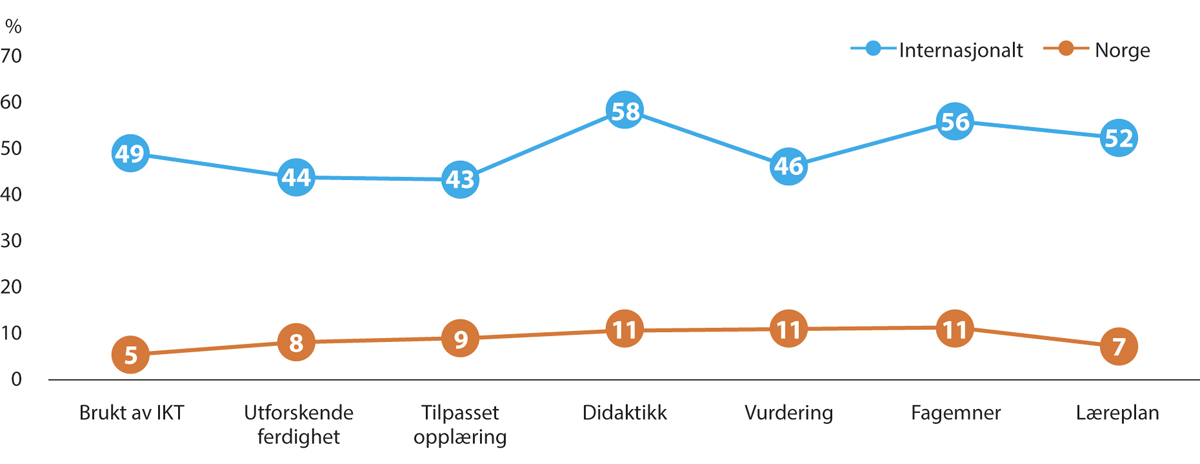 %
Internasjonalt
Norge
70
60
50
40
30
20
10
0
49
44
43
58
46
56
52
5
8
9
11
11
11
7
Brukt av IKT
Utforskende
ferdighet
Tilpasset
opplæring
Didaktikk
Vurdering
Fagemner
Læreplan